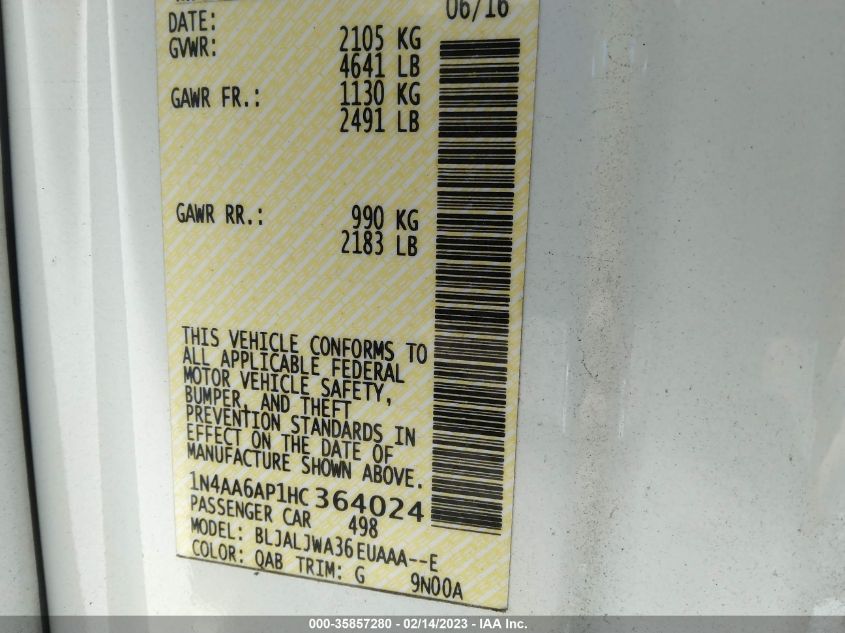 DATE: 06/16
GVWR: 2105 KG
4641 LB
GAWR FR.: 1130 KG
2491 LB
GAWR RR.: 990 KG
2183 LB
THIS VEHICLE CONFORMS TO
ALL APPLICABLE FEDERAL
MOTOR VEHICLE SAFETY,
BUMPER, AND THEFT
PREVENTION STANDARDS IN
EFFECT ON THE DATE OF
MANUFACTURE SHOWN ABOVE.
1N4AA6AP1HC364024
PASSENGER CAR 498
MODEL: BLJALJWA36EUAAA--E
COLOR: QAB TRIM: G 9N00A
000-35857280 - 02/14/2023 - IAA Inc.